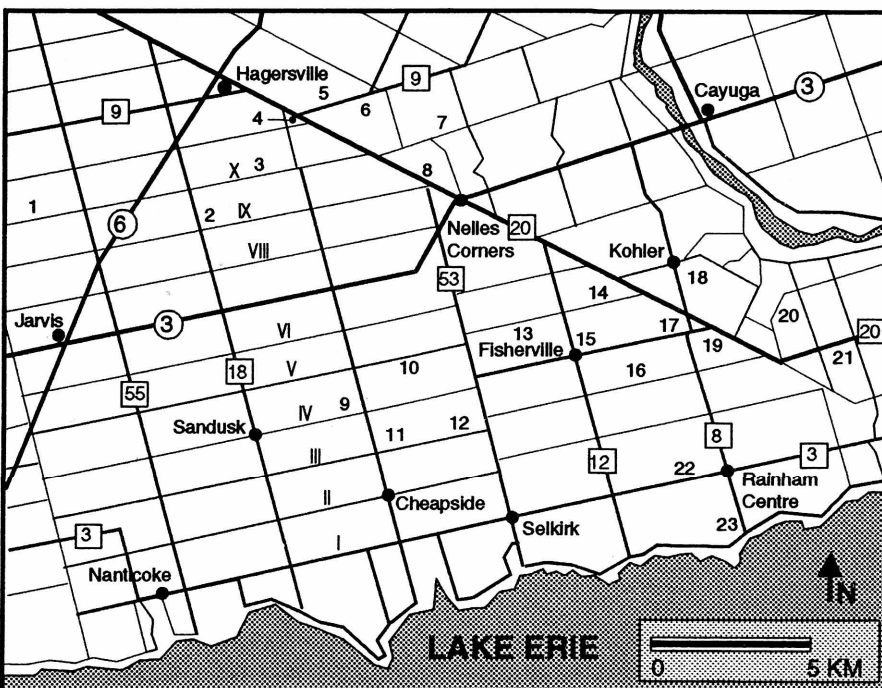 Hagersville
5
9
6
9
4
7
Cayuga
3
X
3
8
1
2
IX
6
Nelles
Corners
20
VIII
Kohler
18
53
14
20
Jarvis
3
VI
13
15
17
Fisherville
19
20
21
V
10
16
18
55
IV
9
12
Sandusk
11
8
III
12
22
3
II
Cheapside
Rainham
Centre
Selkirk
23
3
I
Nanticoke
N
LAKE ERIE
0
5 KM